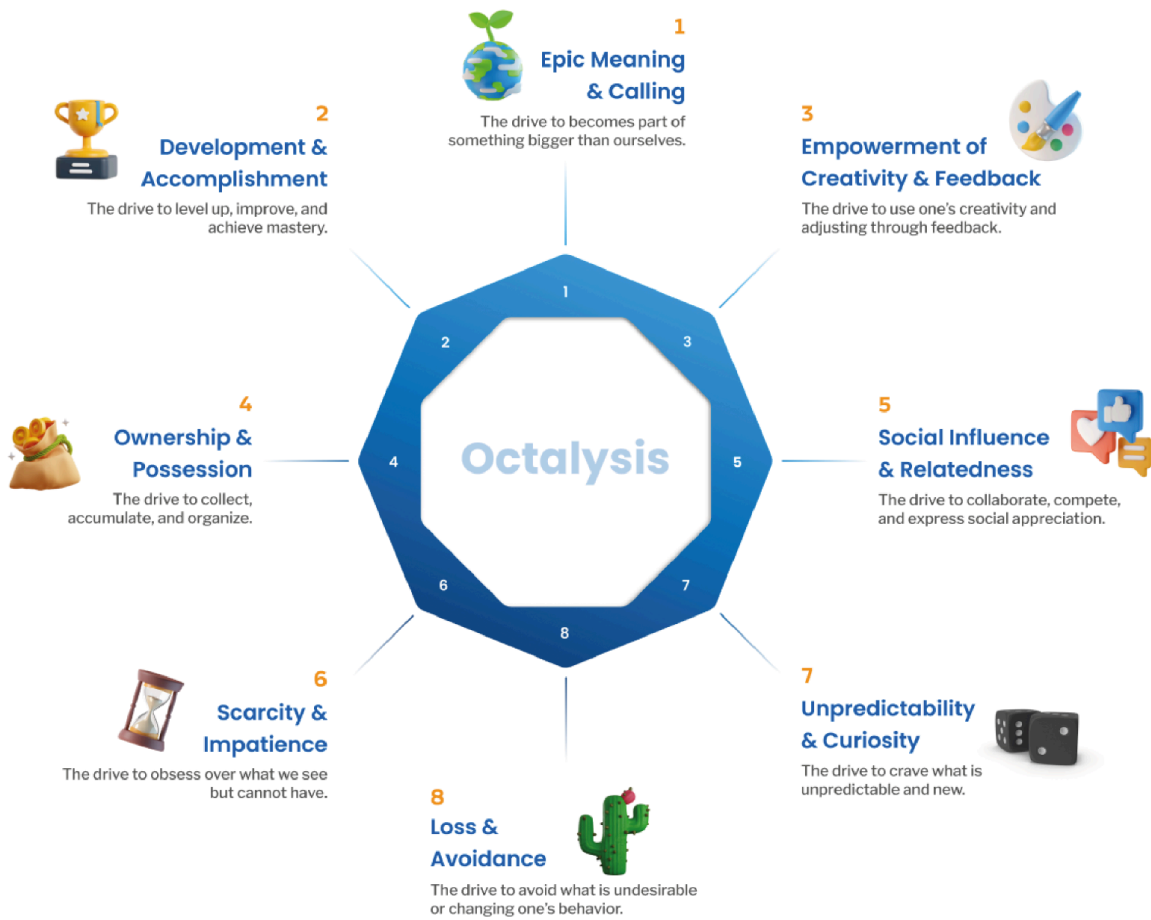 1
Epic Meaning
& Calling
The drive to becomes part of
something bigger than ourselves.
2
Development &
Accomplishment
The drive to level up, improve, and
achieve mastery.
3
Empowerment of
Creativity & Feedback
The drive to use one's creativity and
adjusting through feedback.
4
Ownership &
Possession
The drive to collect,
accumulate, and organize.
5
Social Influence
& Relatedness
The drive to collaborate, compete,
and express social appreciation.
6
Scarcity &
Impatience
The drive to obsess over what we see
but cannot have.
7
Unpredictability
& Curiosity
The drive to crave what is
unpredictable and new.
8
Loss &
Avoidance
The drive to avoid what is undesirable
or changing one's behavior.
Octalysis
1
2
3
4
5
6
7
8